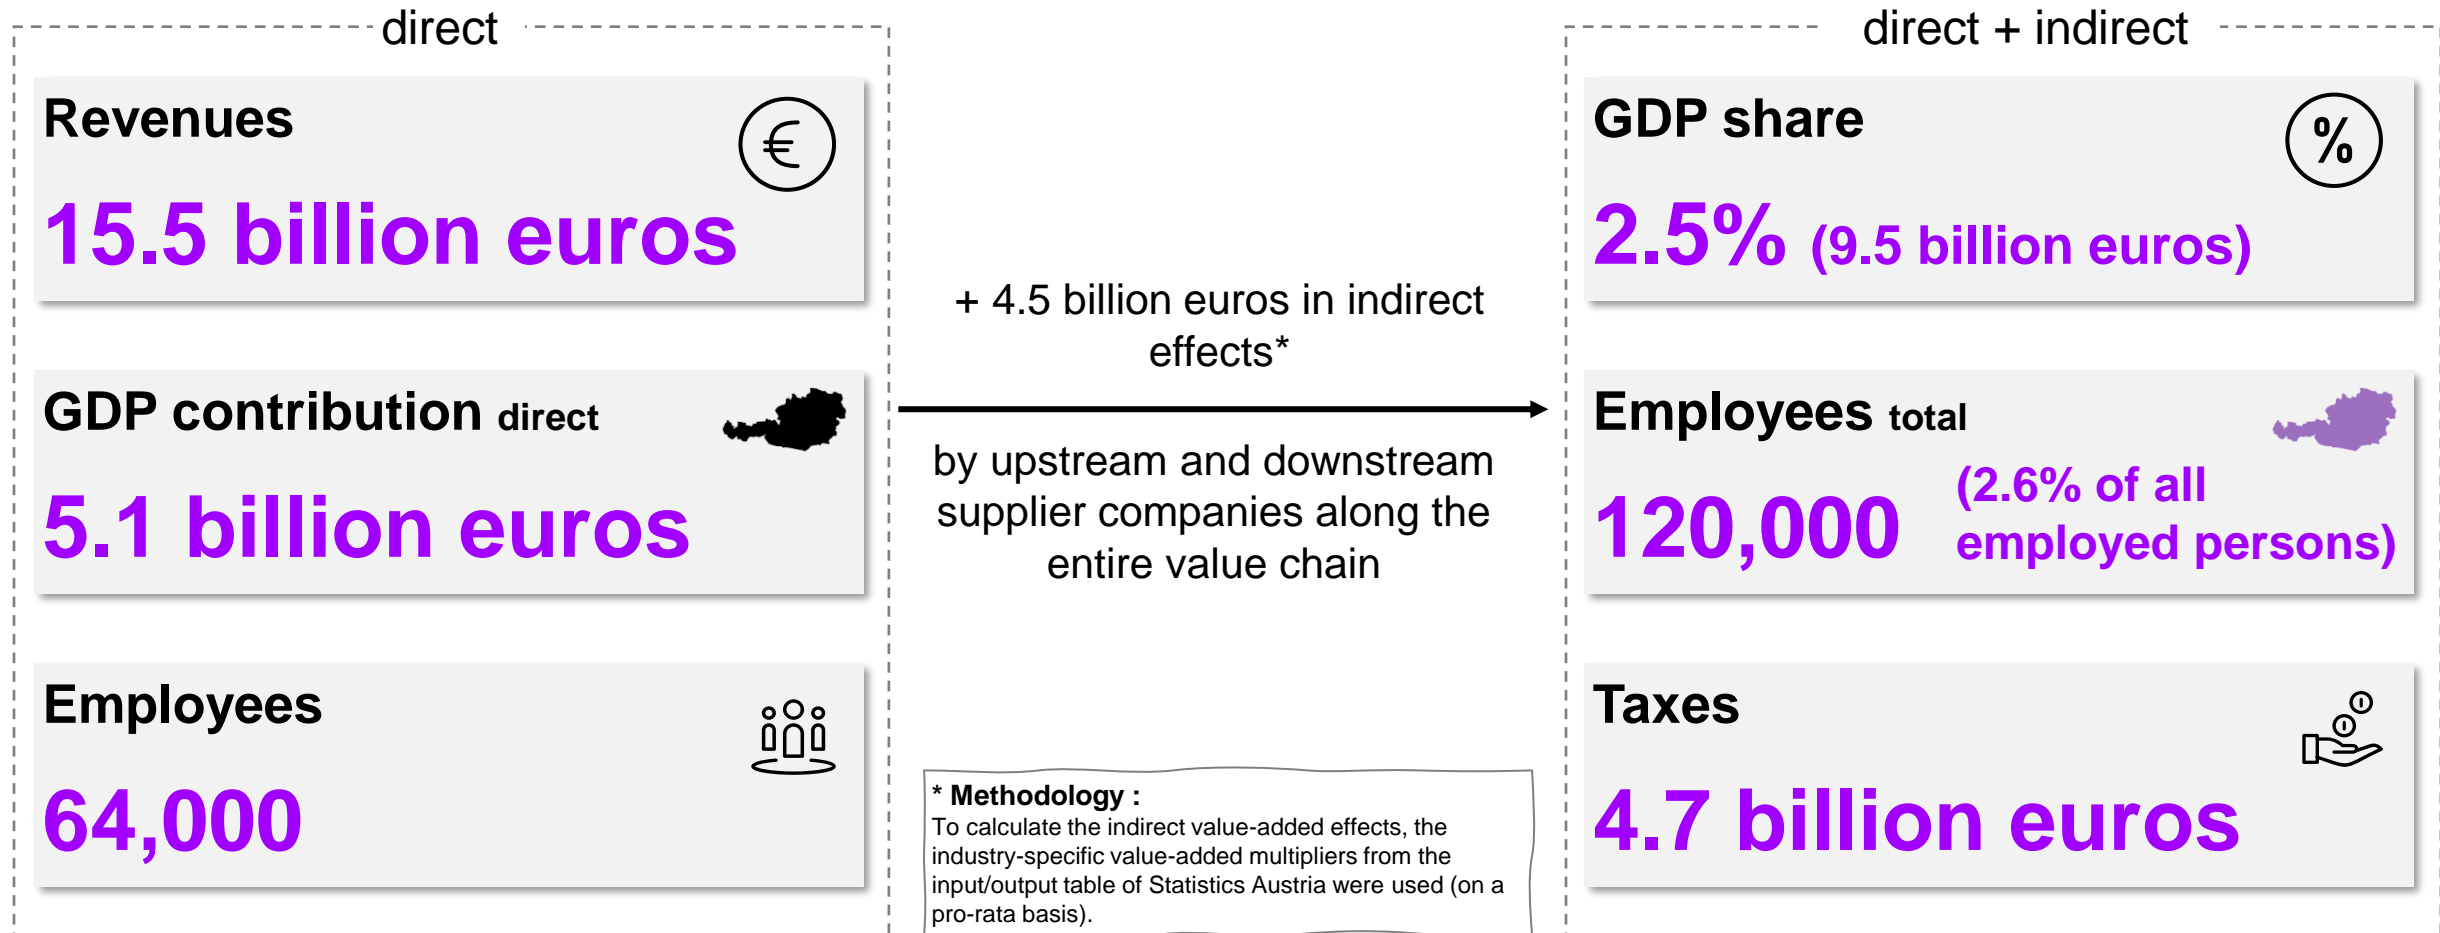 direct
Revenues
€
15.5 billion euros
GDP contribution direct
5.1 billion euros
Employees
64,000
+ 4.5 billion euros in indirect
effects*
by upstream and downstream
supplier companies along the
entire value chain
* Methodology :
To calculate the indirect value-added effects, the
industry-specific value-added multipliers from the
input/output table of Statistics Austria were used (on a
pro-rata basis).
direct + indirect
GDP share
%
2.5% (9.5 billion euros)
Employees total
120,000 (2.6% of all
employed persons)
Taxes
4.7 billion euros